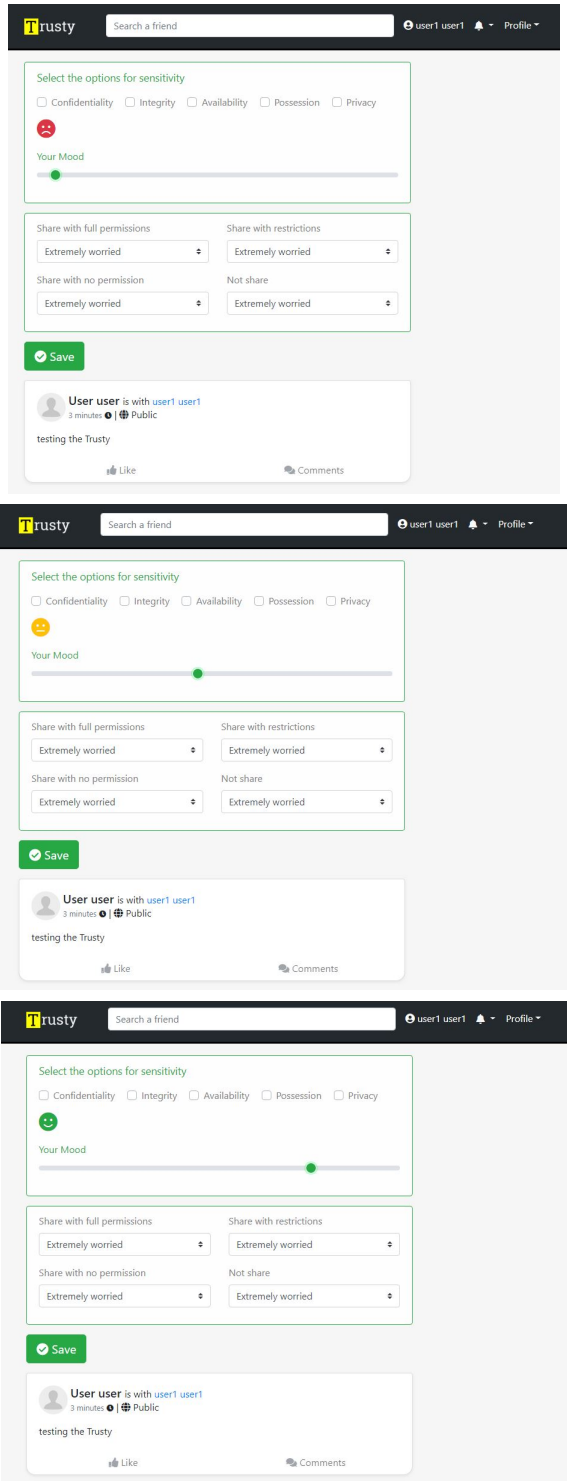 Trusty Search a friend user1 user1 Profile
Select the options for sensitivity
Confidentiality Integrity Availability Possession Privacy
Your Mood
Share with full permissions Share with restrictions
Extremely worried Extremely worried
Share with no permission Not share
Extremely worried Extremely worried
Save
User user is with user1 user1
3 minutes | Public
testing the Trusty
Like Comments
Trusty Search a friend user1 user1 Profile
Select the options for sensitivity
Confidentiality Integrity Availability Possession Privacy
Your Mood
Share with full permissions Share with restrictions
Extremely worried Extremely worried
Share with no permission Not share
Extremely worried Extremely worried
Save
User user is with user1 user1
3 minutes | Public
testing the Trusty
Like Comments
Trusty Search a friend user1 user1 Profile
Select the options for sensitivity
Confidentiality Integrity Availability Possession Privacy
Your Mood
Share with full permissions Share with restrictions
Extremely worried Extremely worried
Share with no permission Not share
Extremely worried Extremely worried
Save
User user is with user1 user1
3 minutes | Public
testing the Trusty
Like Comments